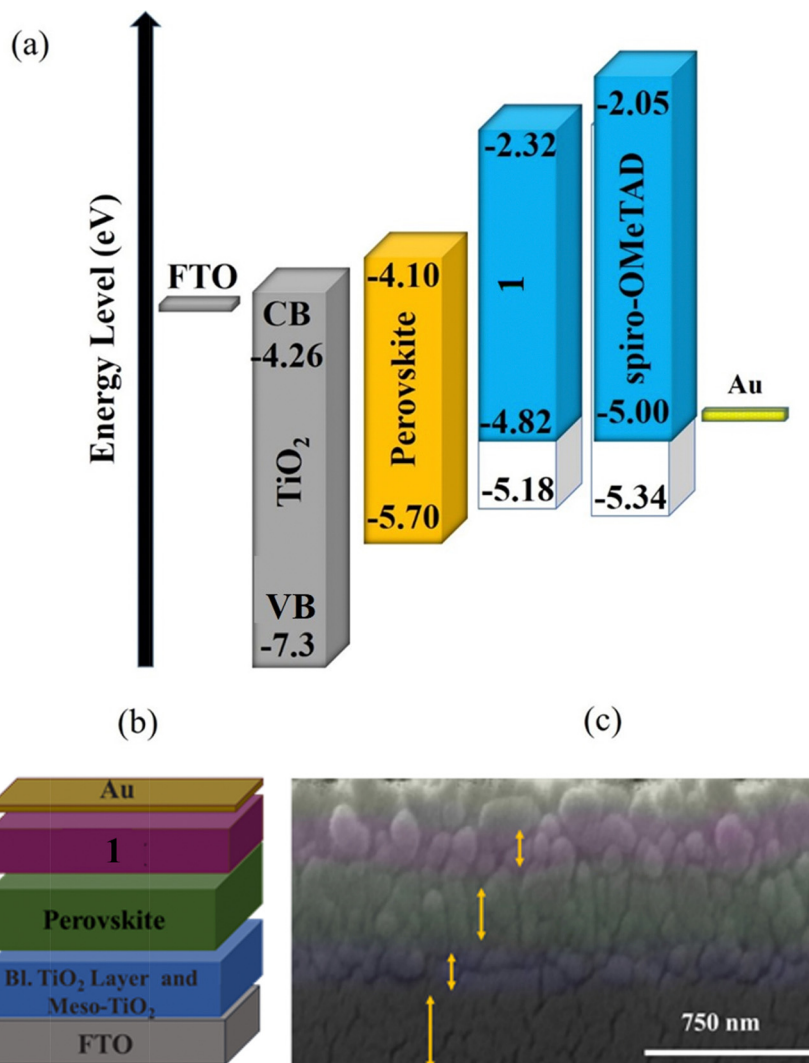 (a)
Energy Level (eV)
FTO
CB
-4.26
TiO₂
VB
-7.3
-4.10
Perovskite
-5.70
-2.32
1
-4.82
-5.18
-2.05
spiro-OMeTAD
-5.00
-5.34
Au
(b)
Au
1
Perovskite
Bl. TiO₂ Layer and
Meso-TiO₂
FTO
(c)
750 nm